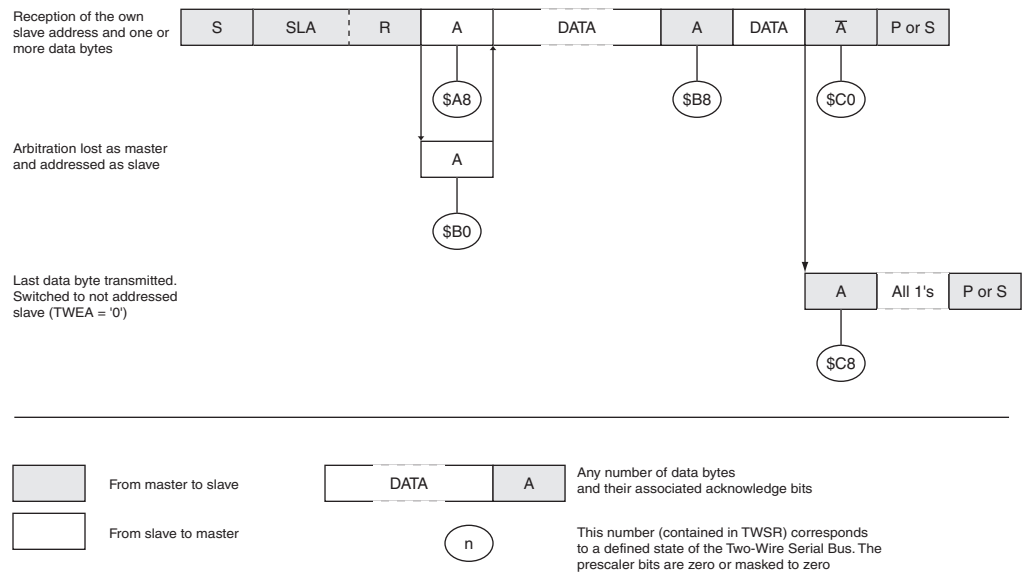 Reception of the own
slave address and one or
more data bytes
S SLA R A DATA A DATA A̅ P or S
$A8 $B8 $C0
Arbitration lost as master
and addressed as slave
A
$B0
Last data byte transmitted.
Switched to not addressed
slave (TWEA = '0')
A All 1's P or S
$C8
From master to slave
DATA A
Any number of data bytes
and their associated acknowledge bits
From slave to master
n
This number (contained in TWSR) corresponds
to a defined state of the Two-Wire Serial Bus. The
prescaler bits are zero or masked to zero